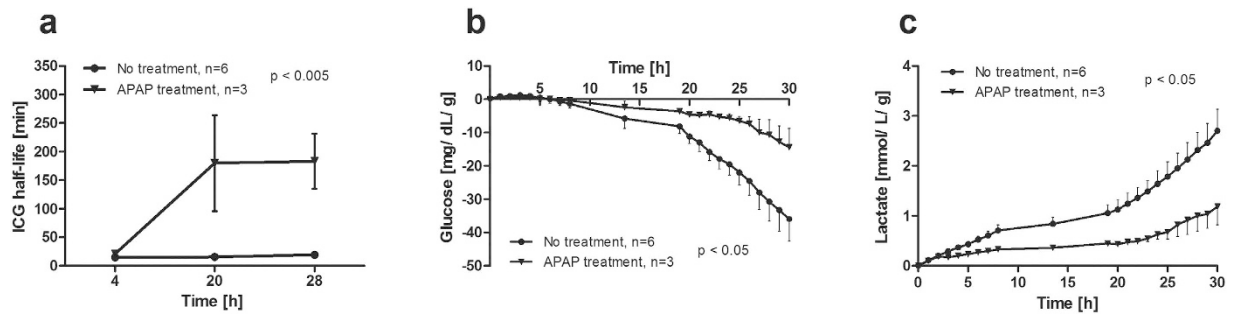 a
No treatment, n=6
APAP treatment, n=3
p < 0.005
ICG half-life [min]
350
300
250
200
150
100
50
0
4
20
28
Time [h]
b
Time [h]
5
10
15
20
25
30
Glucose [mg/ dL/ g]
10
0
-10
-20
-30
-40
-50
No treatment, n=6
APAP treatment, n=3
p < 0.05
c
No treatment, n=6
APAP treatment, n=3
p < 0.05
Lactate [mmol/ L/ g]
4
3
2
1
0
0
5
10
15
20
25
30
Time [h]